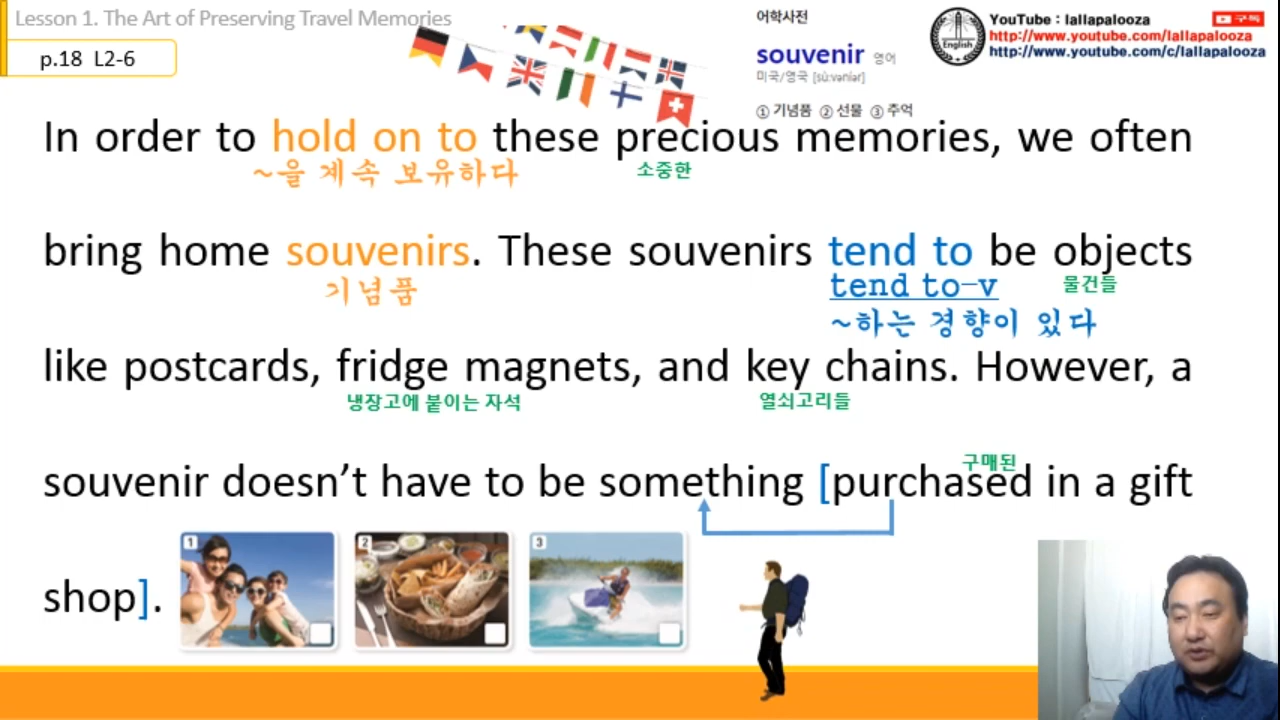 Lesson 1. The Art of Preserving Travel Memories
p.18 L2-6
어학사전
souvenir 영어
미국/영국 [sù:vəníər]
① 기념품 ② 선물 ③ 추억
English
YouTube : lallapalooza
구독
http://www.youtube.com/lallapalooza
http://www.youtube.com/c/lallapalooza
In order to hold on to these precious memories, we often
~을 계속 보유하다
소중한
bring home souvenirs. These souvenirs tend to be objects
기념품
tend to-v
물건들
~하는 경향이 있다
like postcards, fridge magnets, and key chains. However, a
냉장고에 붙이는 자석
열쇠고리들
구매된
souvenir doesn't have to be something [purchased in a gift
shop].
1
2
3